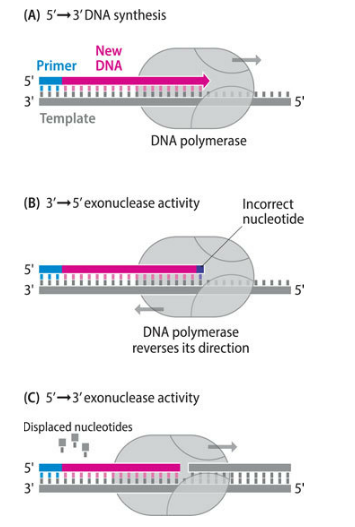 (A) 5'→3' DNA synthesis
New
Primer DNA
5'
3' 5'
Template
DNA polymerase
(B) 3'→5' exonuclease activity
Incorrect
nucleotide
5'
3' 5'
DNA polymerase
reverses its direction
(C) 5'→3' exonuclease activity
Displaced nucleotides
5'
3' 5'